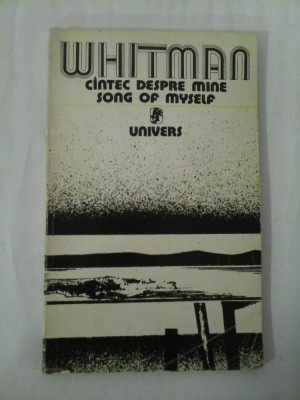 WHITMAN
CÎNTEC DESPRE MINE
SONG OF MYSELF
UNIVERS